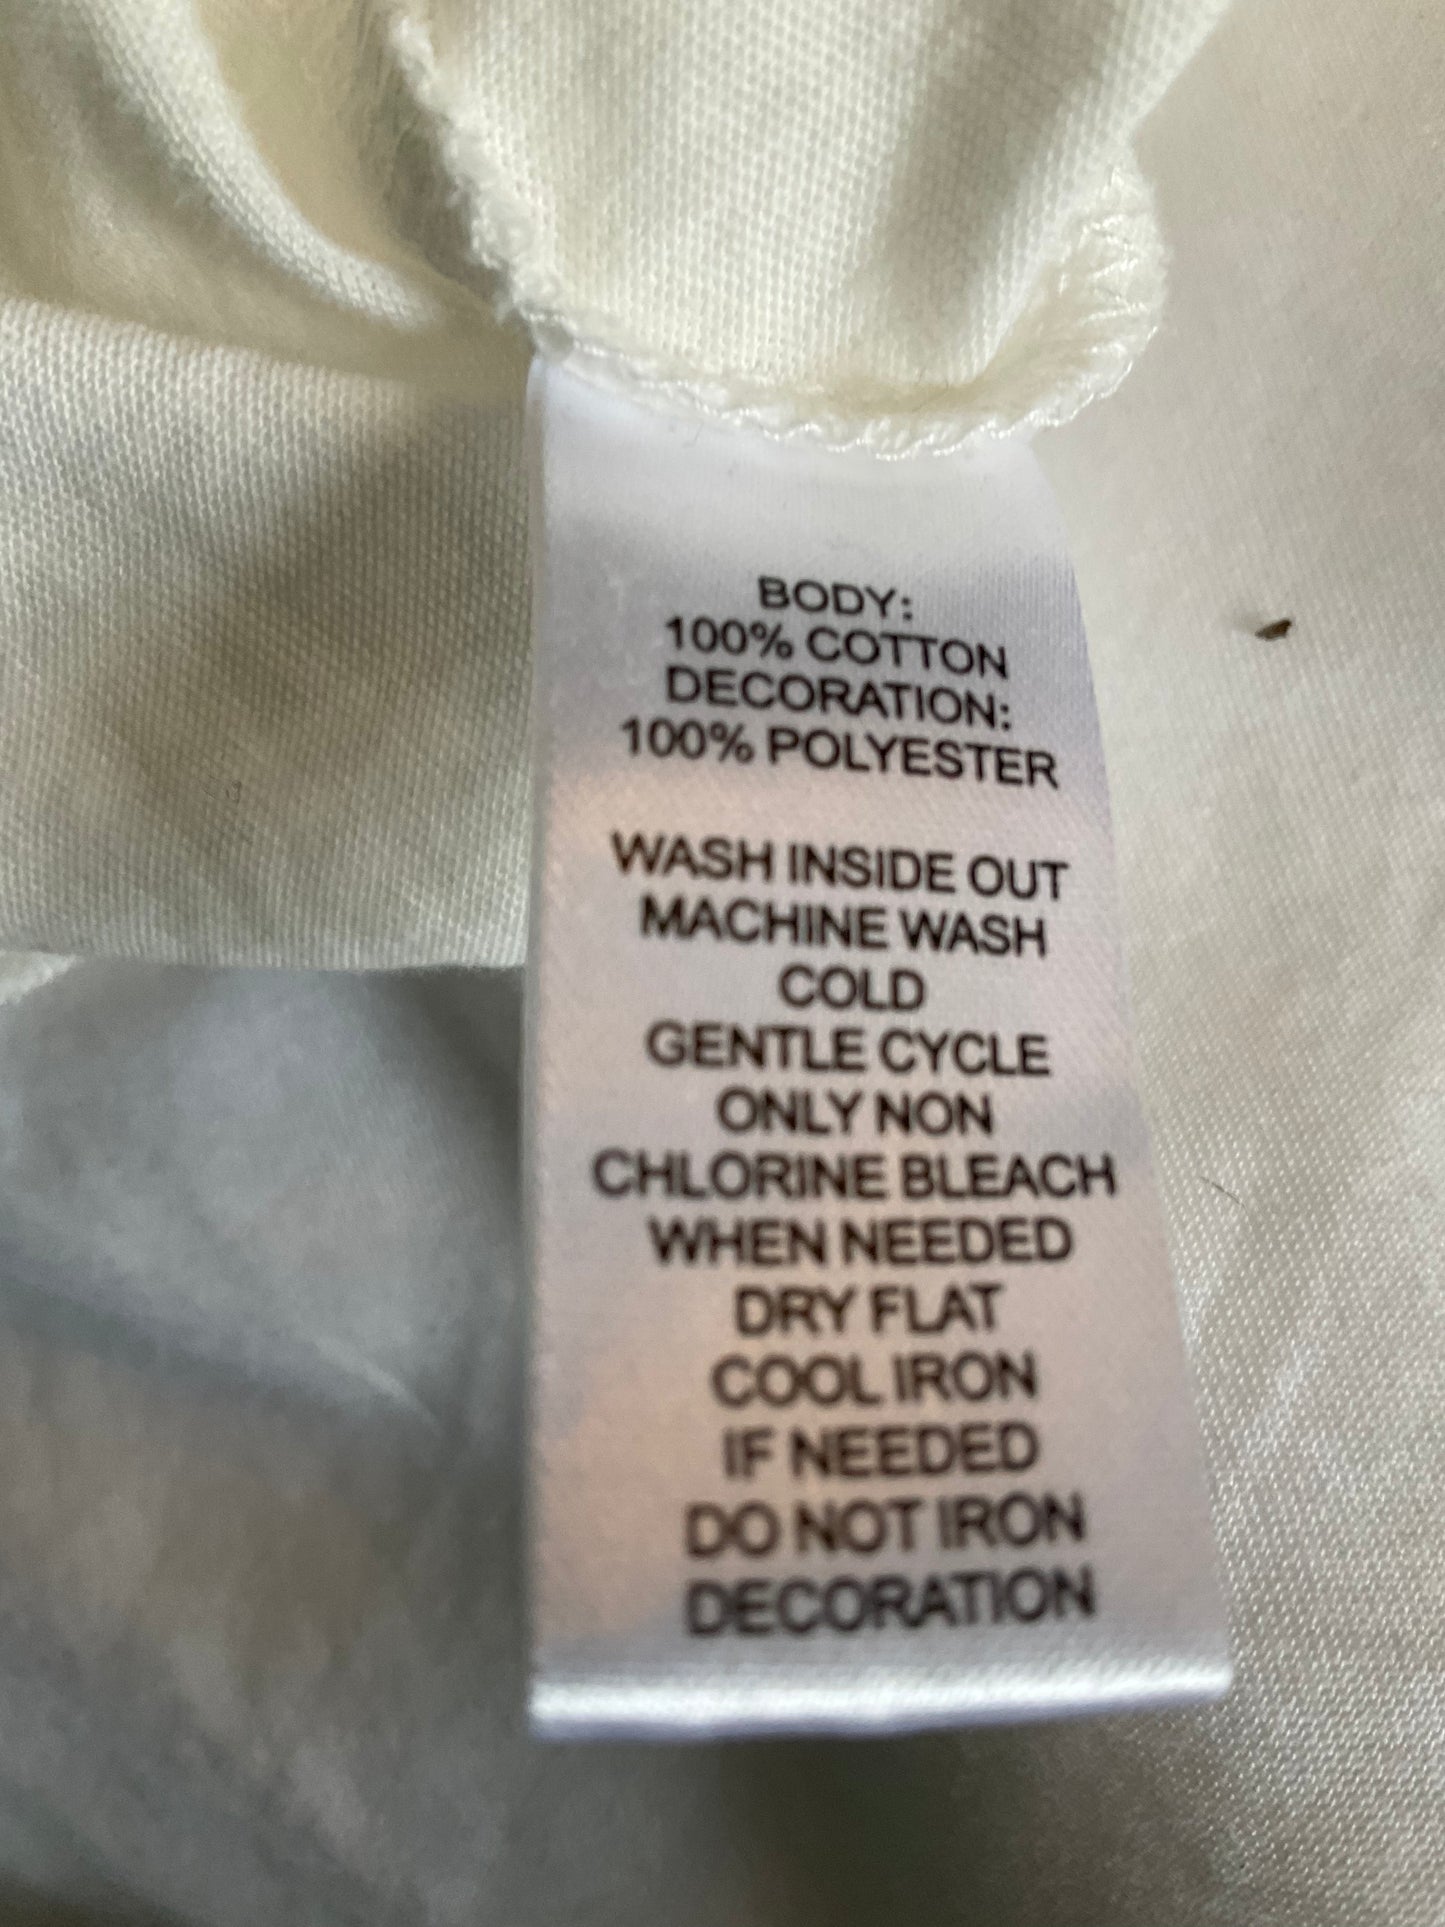 BODY:
100% COTTON
DECORATION:
100% POLYESTER
WASH INSIDE OUT
MACHINE WASH
COLD
GENTLE CYCLE
ONLY NON
CHLORINE BLEACH
WHEN NEEDED
DRY FLAT
COOL IRON
IF NEEDED
DO NOT IRON
DECORATION